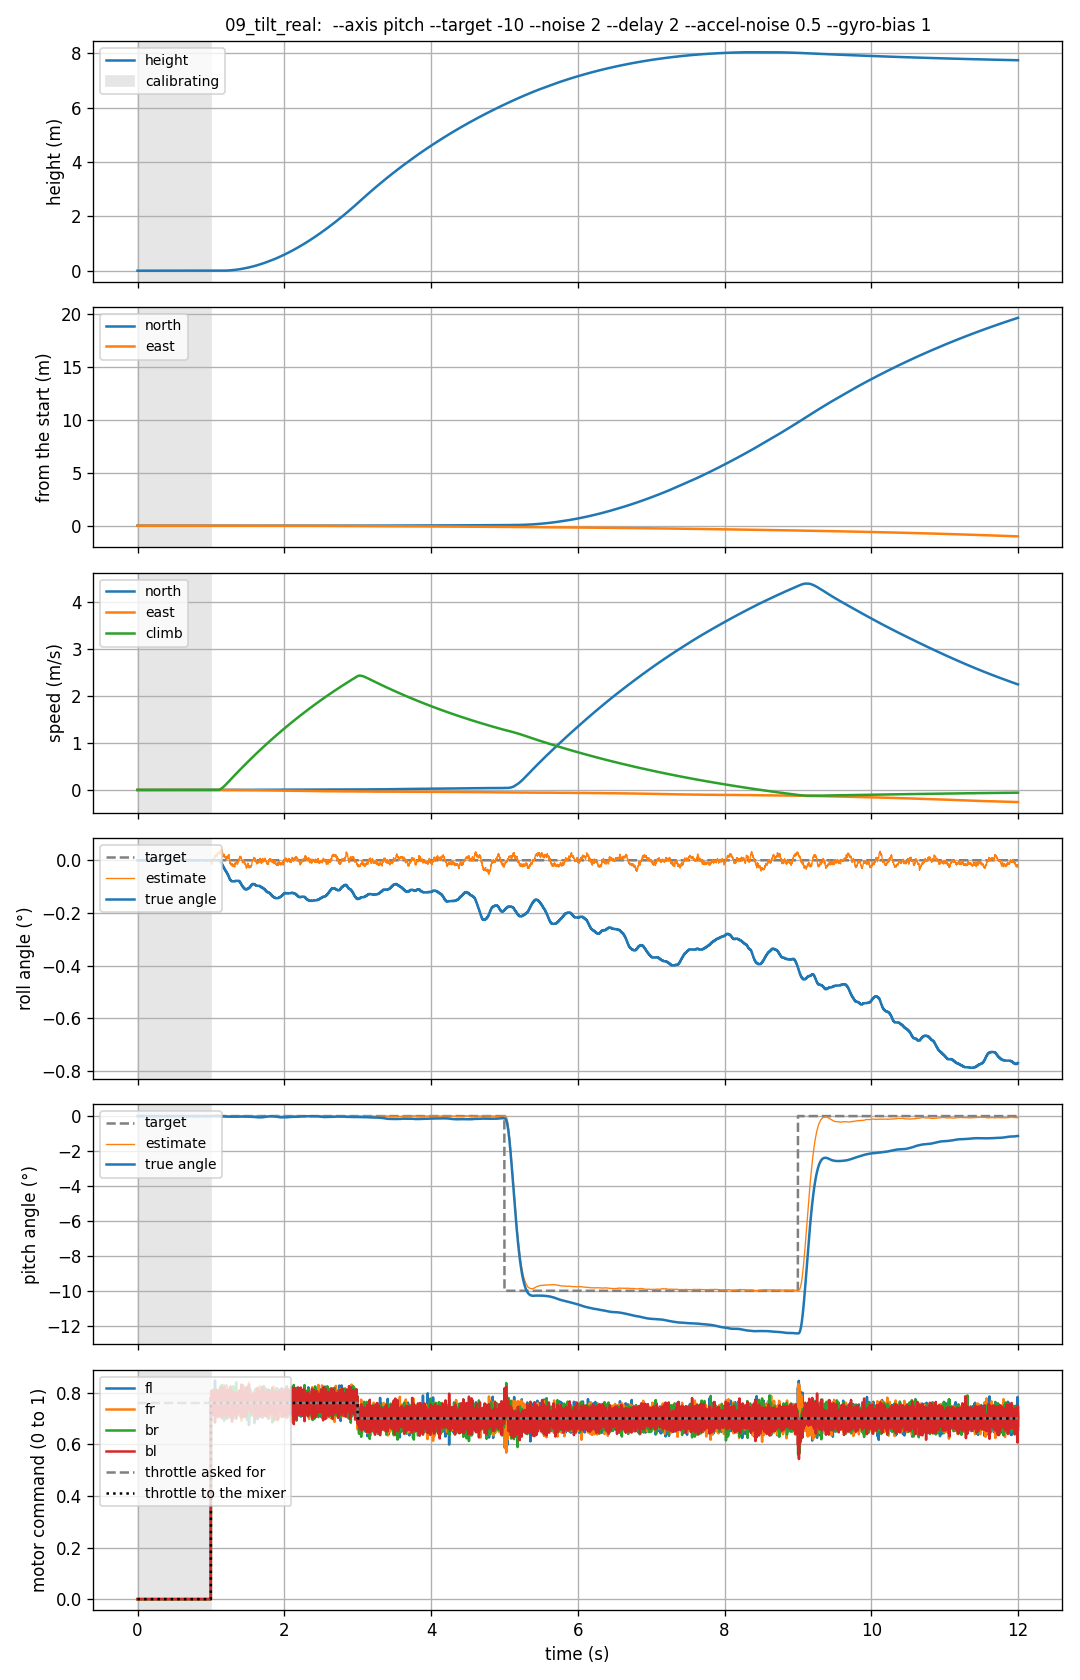 09_tilt_real:  --axis pitch --target -10 --noise 2 --delay 2 --accel-noise 0.5 --gyro-bias 1
height (m)
8
6
4
2
0
height
calibrating
from the start (m)
20
15
10
5
0
north
east
speed (m/s)
4
3
2
1
0
north
east
climb
roll angle (°)
0.0
−0.2
−0.4
−0.6
−0.8
target
estimate
true angle
pitch angle (°)
0
−2
−4
−6
−8
−10
−12
target
estimate
true angle
motor command (0 to 1)
0.8
0.6
0.4
0.2
0.0
fl
fr
br
bl
throttle asked for
throttle to the mixer
0 2 4 6 8 10 12
time (s)